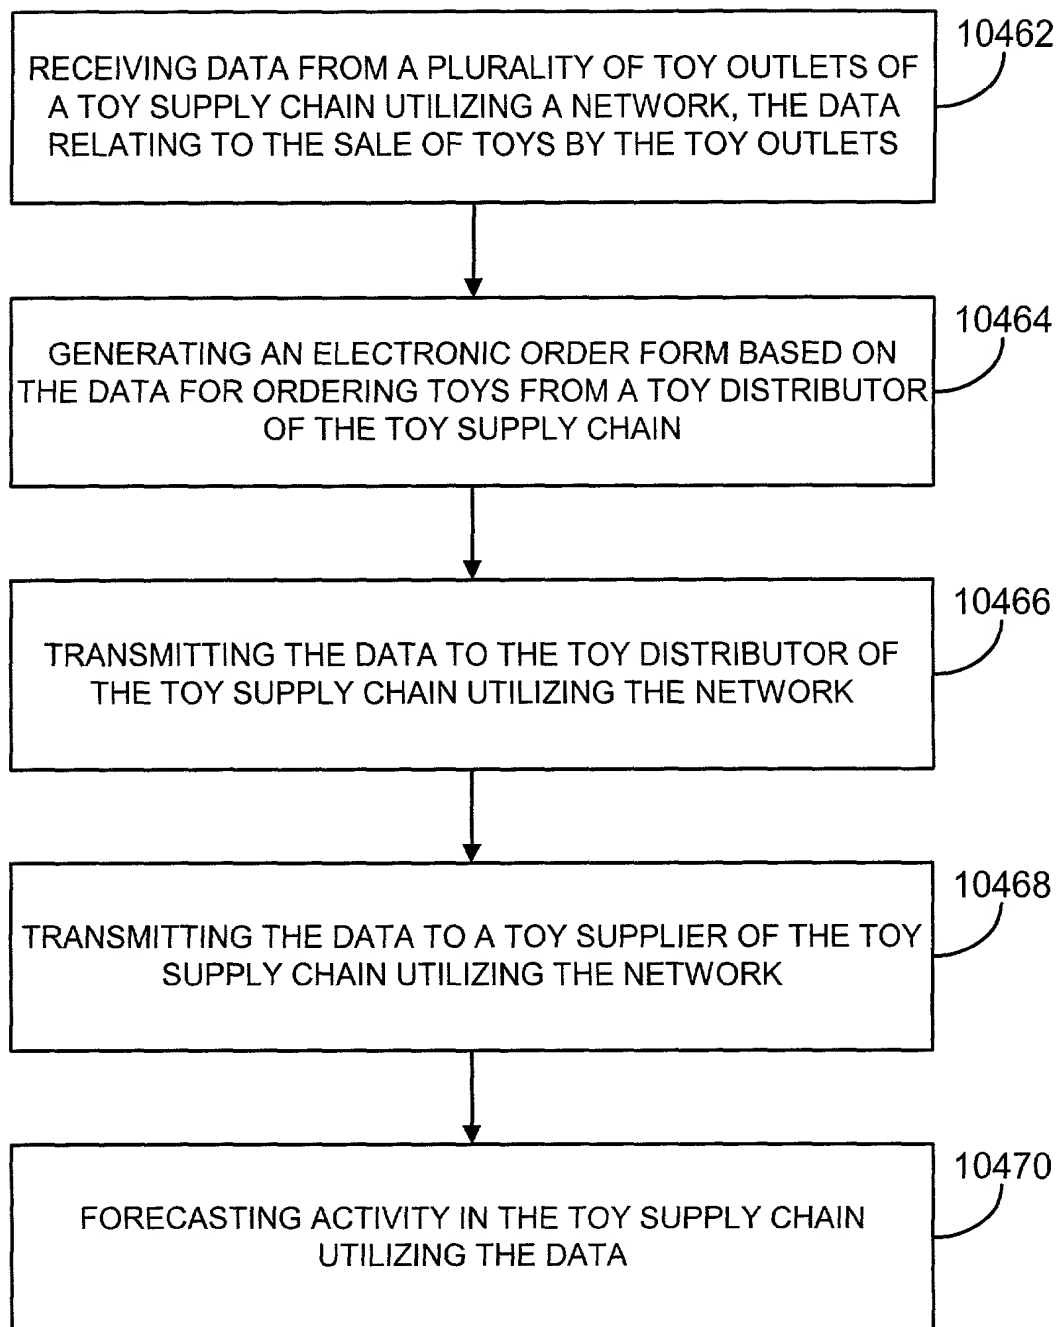 10462
RECEIVING DATA FROM A PLURALITY OF TOY OUTLETS OF
A TOY SUPPLY CHAIN UTILIZING A NETWORK, THE DATA
RELATING TO THE SALE OF TOYS BY THE TOY OUTLETS
10464
GENERATING AN ELECTRONIC ORDER FORM BASED ON
THE DATA FOR ORDERING TOYS FROM A TOY DISTRIBUTOR
OF THE TOY SUPPLY CHAIN
10466
TRANSMITTING THE DATA TO THE TOY DISTRIBUTOR OF
THE TOY SUPPLY CHAIN UTILIZING THE NETWORK
10468
TRANSMITTING THE DATA TO A TOY SUPPLIER OF THE TOY
SUPPLY CHAIN UTILIZING THE NETWORK
10470
FORECASTING ACTIVITY IN THE TOY SUPPLY CHAIN
UTILIZING THE DATA